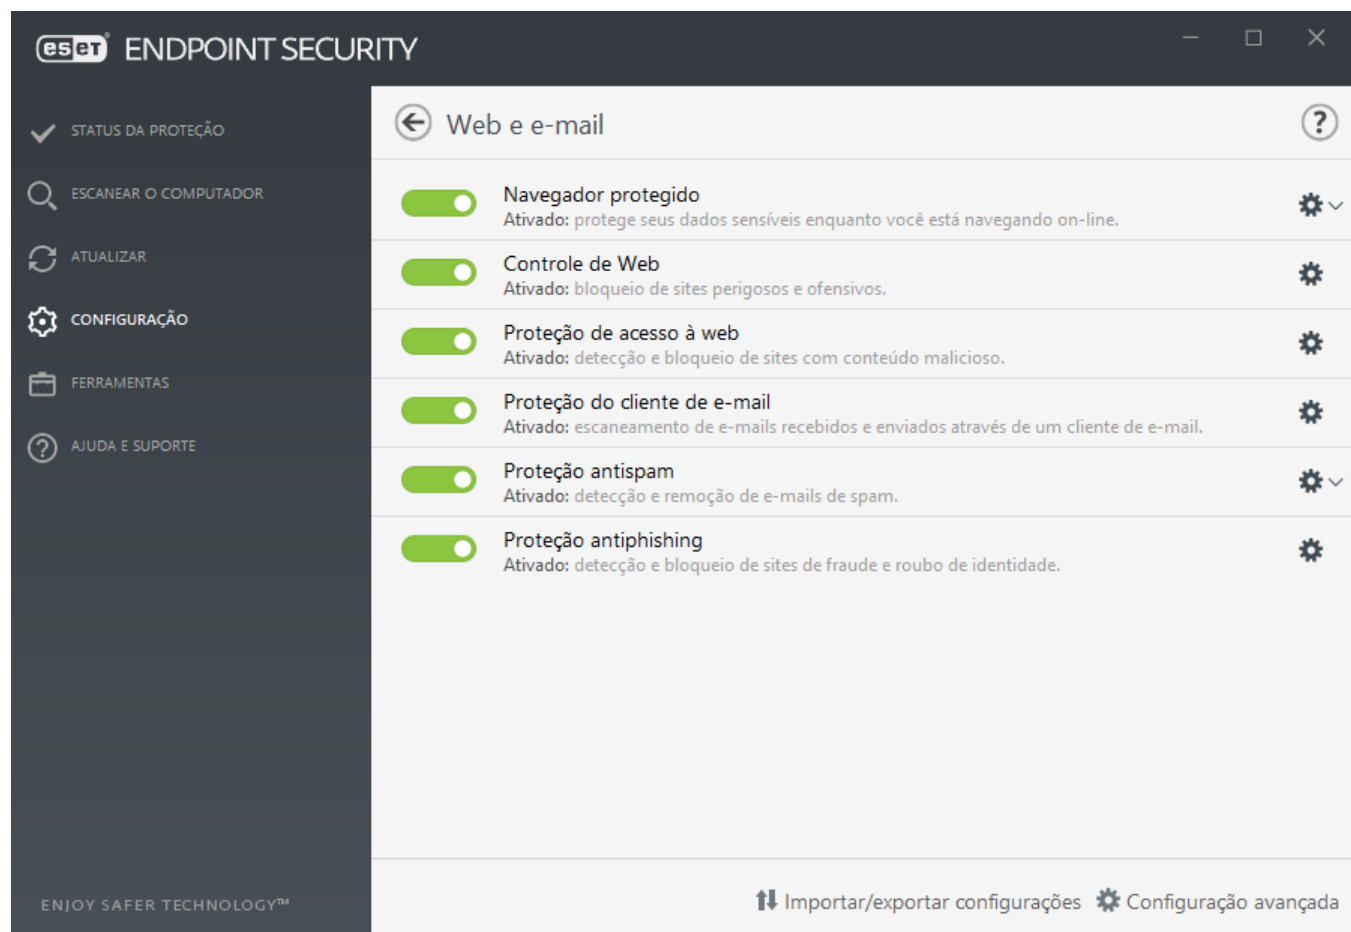 eset ENDPOINT SECURITY
STATUS DA PROTEÇÃO
ESCANEAR O COMPUTADOR
ATUALIZAR
CONFIGURAÇÃO
FERRAMENTAS
AJUDA E SUPORTE
ENJOY SAFER TECHNOLOGY™
Web e e-mail
?
Navegador protegido
Ativado: protege seus dados sensíveis enquanto você está navegando on-line.
Controle de Web
Ativado: bloqueio de sites perigosos e ofensivos.
Proteção de acesso à web
Ativado: detecção e bloqueio de sites com conteúdo malicioso.
Proteção do cliente de e-mail
Ativado: escaneamento de e-mails recebidos e enviados através de um cliente de e-mail.
Proteção antispam
Ativado: detecção e remoção de e-mails de spam.
Proteção antiphishing
Ativado: detecção e bloqueio de sites de fraude e roubo de identidade.
Importar/exportar configurações Configuração avançada